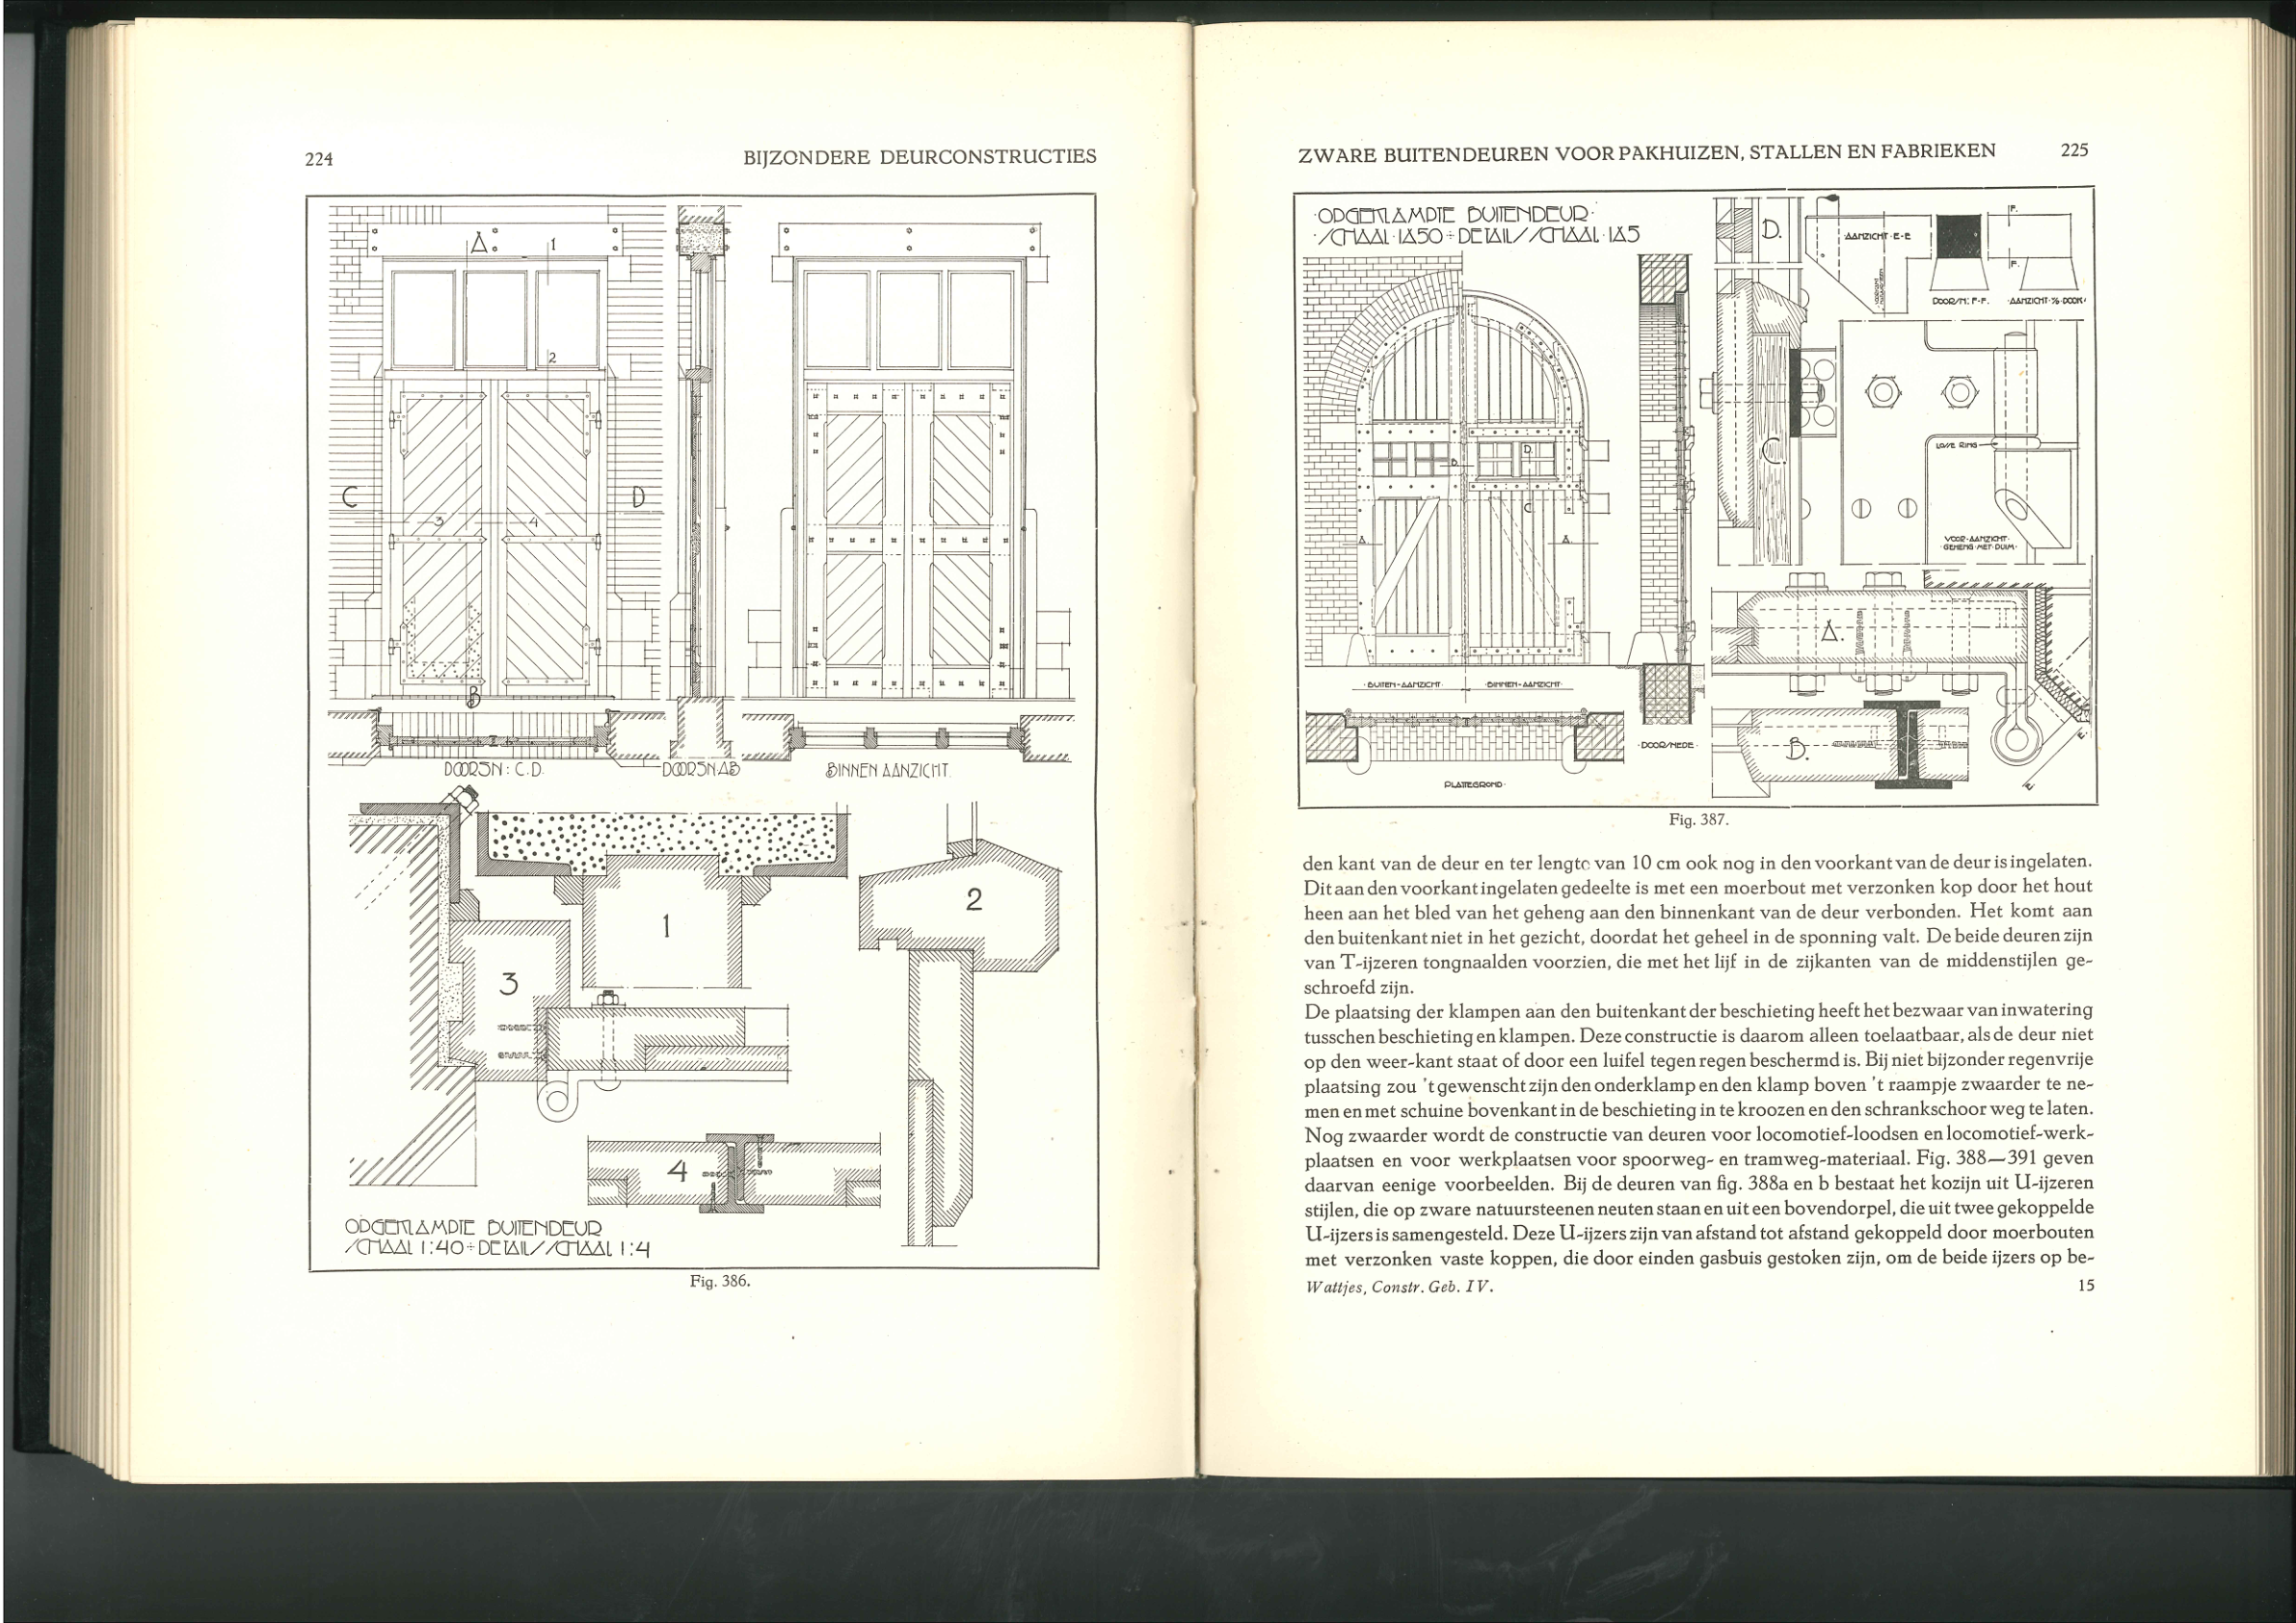 224
BIJZONDERE DEURCONSTRUCTIES
A
1
2
C
D
3
4
B
DOORSN: C.D.
DOORSN AB
BINNEN AANZICHT.
1
2
3
4
OPGEKLAMPTE BUITENDEUR
SCHAAL 1:40 ÷ DETAILSSCHAAL 1:4
Fig. 386.
ZWARE BUITENDEUREN VOOR PAKHUIZEN, STALLEN EN FABRIEKEN
225
·OPGEKLAMPTE BUITENDEUR·
·SCHAAL·1A50÷DETAILSSCHAAL·1A5
D.
·AANZICHT·E-E
F.
F.
DOORSN: F-F.
·AANZICHT·%·DOOK·
B.
D.
C.
A.
A.
C.
LOSSE RING
VOOR·AANZICHT·
·GEHENG·MET·DUIM·
·BUITEN-AANZICHT·
·BINNEN-AANZICHT·
·DOORSNEDE·
PLATTEGROND·
A.
B.
E.
E.
Fig. 387.
den kant van de deur en ter lengte van 10 cm ook nog in den voorkant van de deur is ingelaten.
Dit aan den voorkant ingelaten gedeelte is met een moerbout met verzonken kop door het hout
heen aan het bled van het geheng aan den binnenkant van de deur verbonden. Het komt aan
den buitenkant niet in het gezicht, doordat het geheel in de sponning valt. De beide deuren zijn
van T-ijzeren tongnaalden voorzien, die met het lijf in de zijkanten van de middenstijlen ge-
schroefd zijn.
De plaatsing der klampen aan den buitenkant der beschieting heeft het bezwaar van inwatering
tusschen beschieting en klampen. Deze constructie is daarom alleen toelaatbaar, als de deur niet
op den weer-kant staat of door een luifel tegen regen beschermd is. Bij niet bijzonder regenvrije
plaatsing zou 't gewenscht zijn den onderklamp en den klamp boven 't raampje zwaarder te ne-
men en met schuine bovenkant in de beschieting in te kroozen en den schrankschoor weg te laten.
Nog zwaarder wordt de constructie van deuren voor locomotief-loodsen en locomotief-werk-
plaatsen en voor werkplaatsen voor spoorweg- en tramweg-materiaal. Fig. 388—391 geven
daarvan eenige voorbeelden. Bij de deuren van fig. 388a en b bestaat het kozijn uit U-ijzeren
stijlen, die op zware natuursteenen neuten staan en uit een bovendorpel, die uit twee gekoppelde
U-ijzers is samengesteld. Deze U-ijzers zijn van afstand tot afstand gekoppeld door moerbouten
met verzonken vaste koppen, die door einden gasbuis gestoken zijn, om de beide ijzers op be-
Wattjes, Constr. Geb. IV.
15